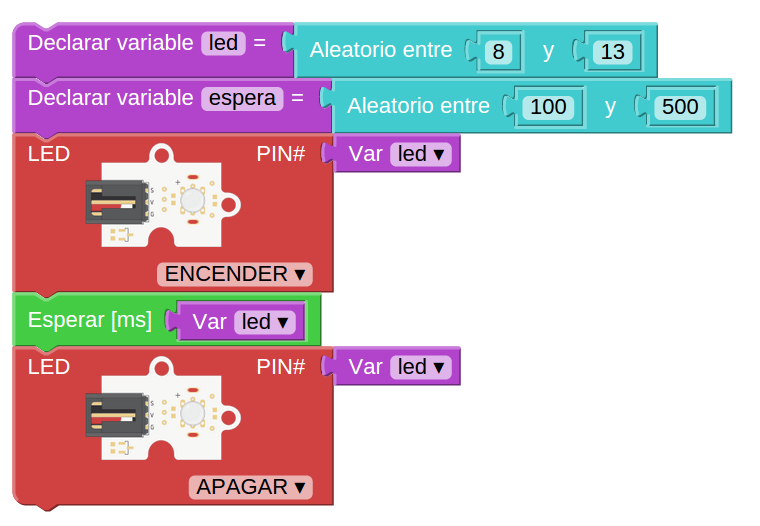 Declarar variable led = Aleatorio entre 8 y 13
Declarar variable espera = Aleatorio entre 100 y 500
LED PIN# Var led ▾
+ S V G
ENCENDER ▾
Esperar [ms] Var led ▾
LED PIN# Var led ▾
+ S V G
APAGAR ▾